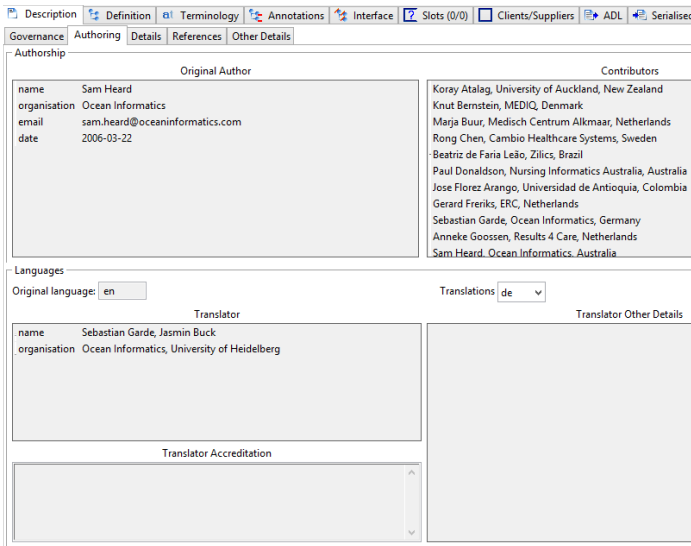 Description Definition a! Terminology Annotations Interface ? Slots (0/0) Clients/Suppliers ADL Serialised
Governance Authoring Details References Other Details
Authorship
Original Author
Contributors
name Sam Heard
organisation Ocean Informatics
email sam.heard@oceaninformatics.com
date 2006-03-22
Koray Atalag, University of Auckland, New Zealand
Knut Bernstein, MEDIQ, Denmark
Marja Buur, Medisch Centrum Alkmaar, Netherlands
Rong Chen, Cambio Healthcare Systems, Sweden
Beatriz de Faria Leão, Zilics, Brazil
Paul Donaldson, Nursing Informatics Australia, Australia
Jose Florez Arango, Universidad de Antioquia, Colombia
Gerard Freriks, ERC, Netherlands
Sebastian Garde, Ocean Informatics, Germany
Anneke Goossen, Results 4 Care, Netherlands
Sam Heard, Ocean Informatics, Australia
Languages
Original language: en
Translations de
Translator
Translator Other Details
name Sebastian Garde, Jasmin Buck
organisation Ocean Informatics, University of Heidelberg
Translator Accreditation